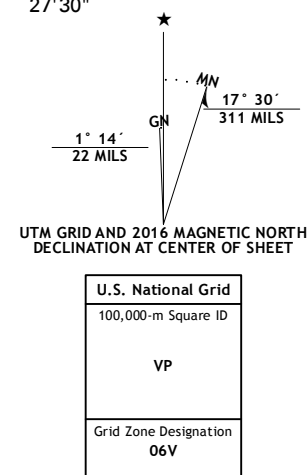 27'30"
★
MN
GN
17° 30´
311 MILS
1° 14´
22 MILS
UTM GRID AND 2016 MAGNETIC NORTH
DECLINATION AT CENTER OF SHEET
U.S. National Grid
100,000-m Square ID
VP
Grid Zone Designation
06V